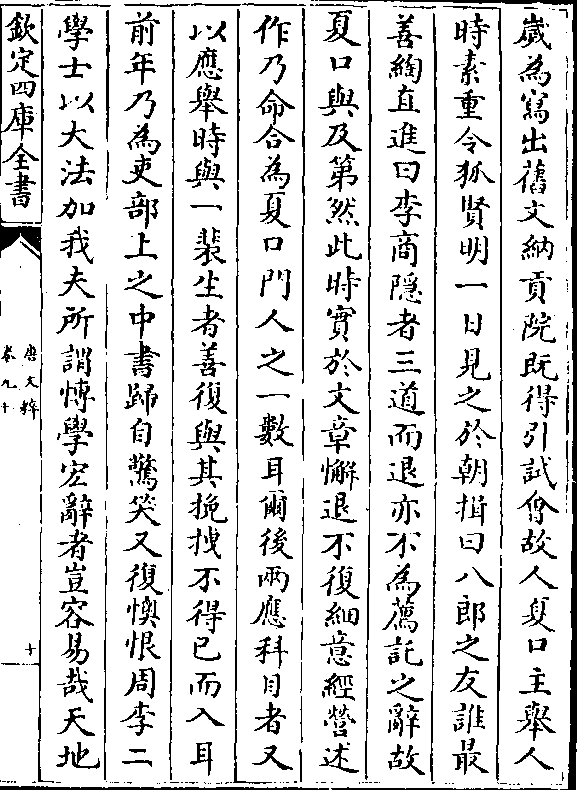 歲為寫出舊文納貢院既得引試㑹故人夏口主舉人
時素重令狐賢明一日見之於朝揖曰八郎之友誰最
善綯直進曰李商隱者三道而退亦不為薦託之辭故
夏口與及第然此時實於文章懈退不復細意經營述
作乃命合為夏口門人之一數耳爾後兩應科目者又
以應舉時與一裴生者善復與其挽拽不得已而入耳
前年乃為吏部上之中書歸自驚笑又復懊恨周李二
學士以大法加我夫所謂博學宏辭者豈容易哉天地
欽定四庫全書
唐文粹
卷九十
十